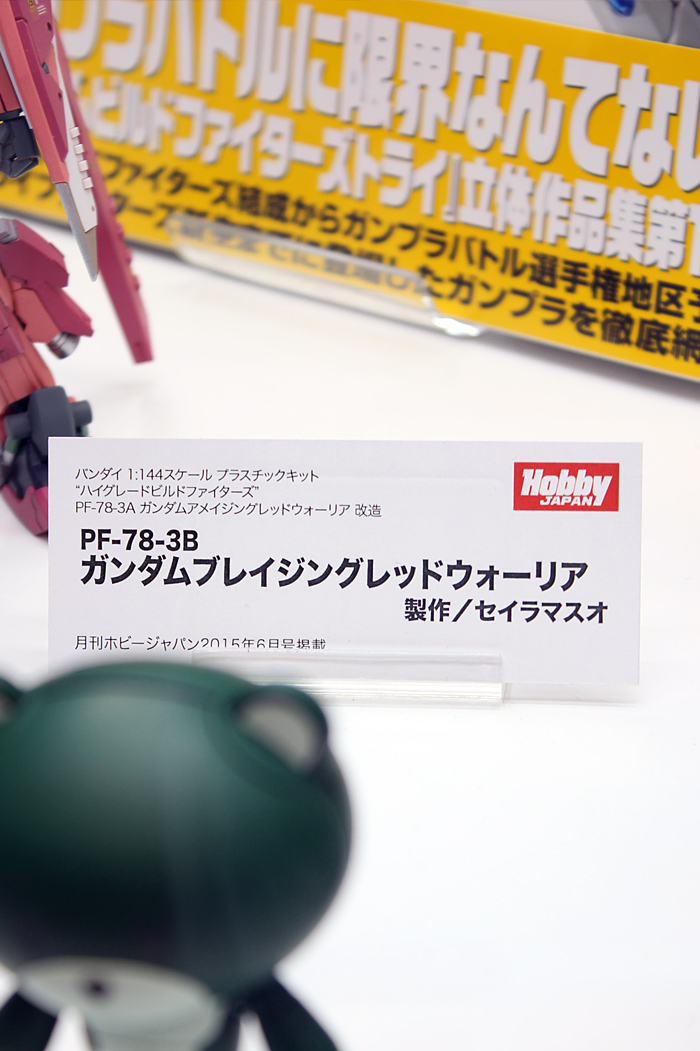 プラバトルに限界なんてない
ビルドファイターズトライ』立体作品集第
ファイターズ結成からガンプラバトル選手権地区予
したガンプラを徹底網
バンダイ 1:144スケール プラスチックキット
“ハイグレードビルドファイターズ”
PF-78-3A ガンダムアメイジングレッドウォーリア 改造
Hobby
JAPAN
PF-78-3B
ガンダムブレイジングレッドウォーリア
製作／セイラマスオ
月刊ホビージャパン2015年6月号掲載